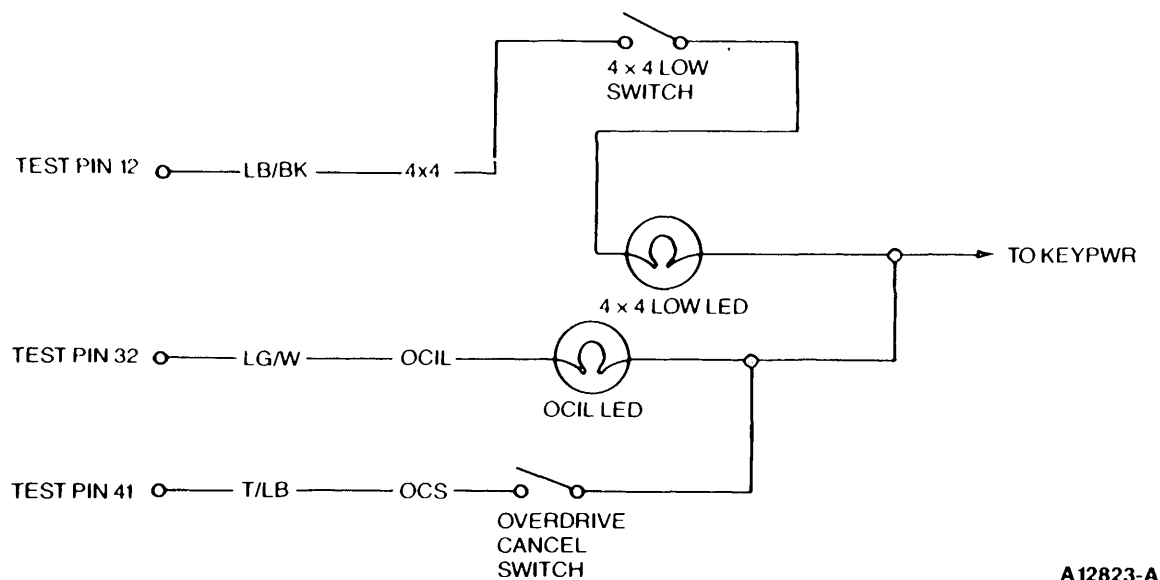 4 x 4 LOW
SWITCH
TEST PIN 12 LB/BK 4x4
TO KEYPWR
4 x 4 LOW LED
TEST PIN 32 LG/W OCIL
OCIL LED
TEST PIN 41 T/LB OCS
OVERDRIVE
CANCEL
SWITCH
A12823-A